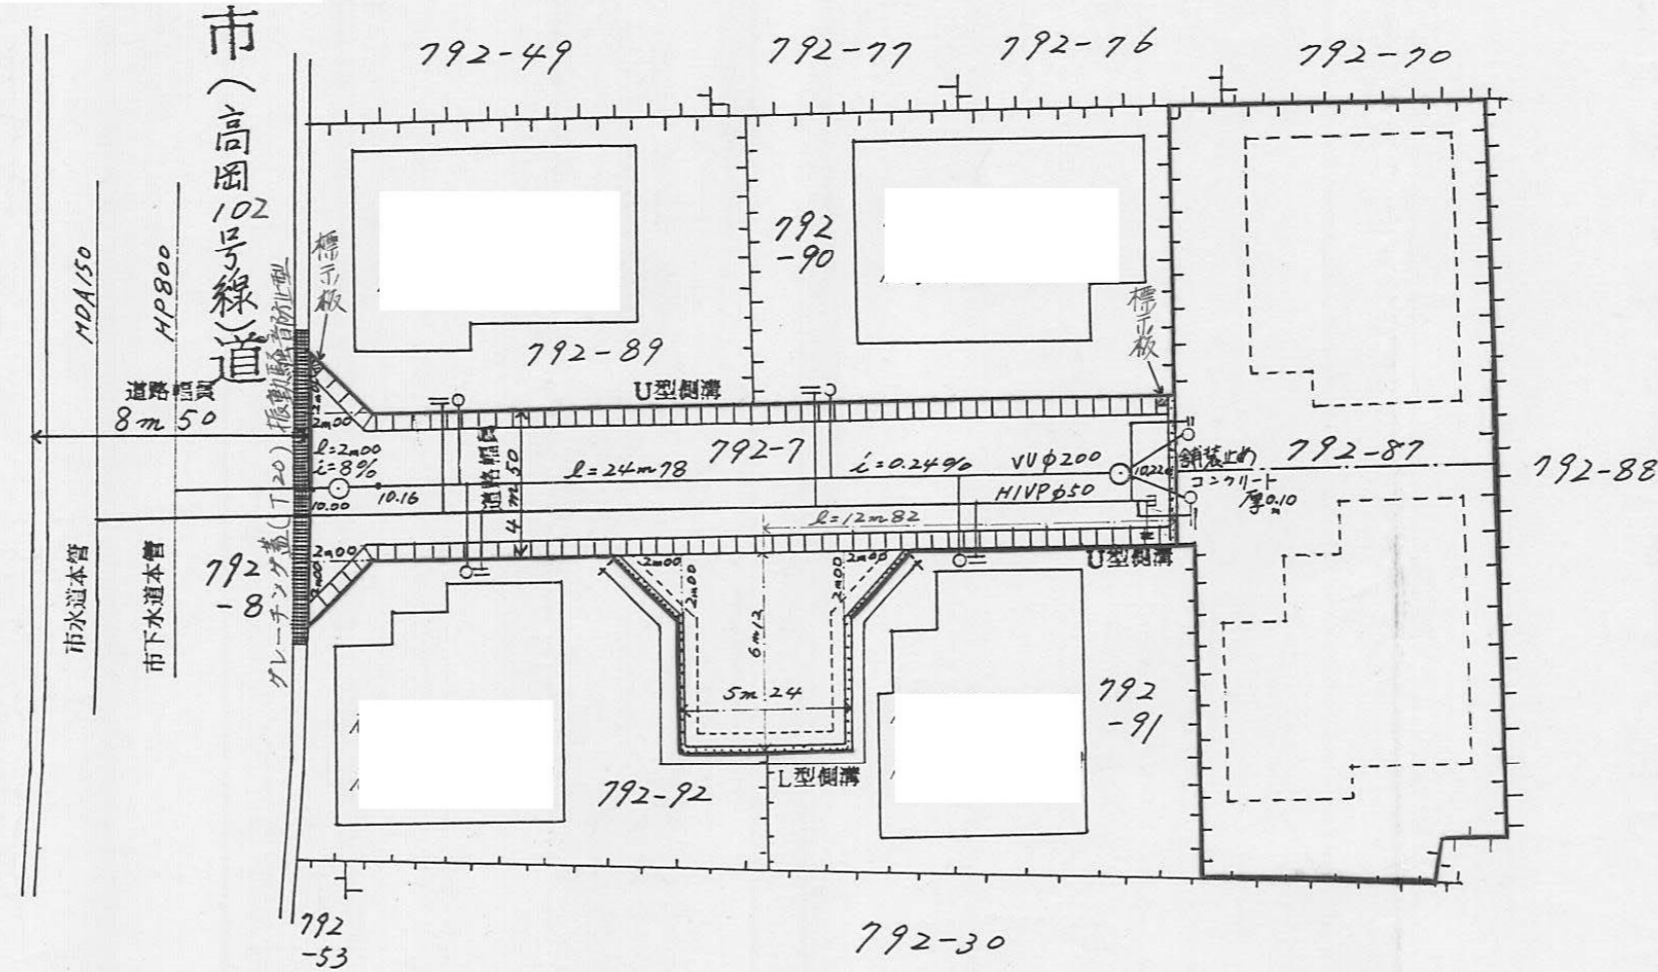 792-49
792-77
792-76
792-70
市)高岡102号線(道
MDA150
HP800
市水道本管
市下水道本管
道路幅員
8m50
グレーチング蓋(T20)振動騒音防止型
標示板
792-89
U型側溝
792
-90
標示板
2m00
2m00
l=2m00
i=8%
10.00
10.16
l=24m78
道路幅員
4m50
792-7
i=0.24%
VUφ200
HIVPφ50
10.22
舗装止め
コンクリート
厚0.10
m
792-87
792-88
l=12m82
U型側溝
2m00
2m00
792
-8
2m00
2m00
2m00
2m00
6m12
5m24
L型側溝
792-92
792
-91
792
-53
792-30